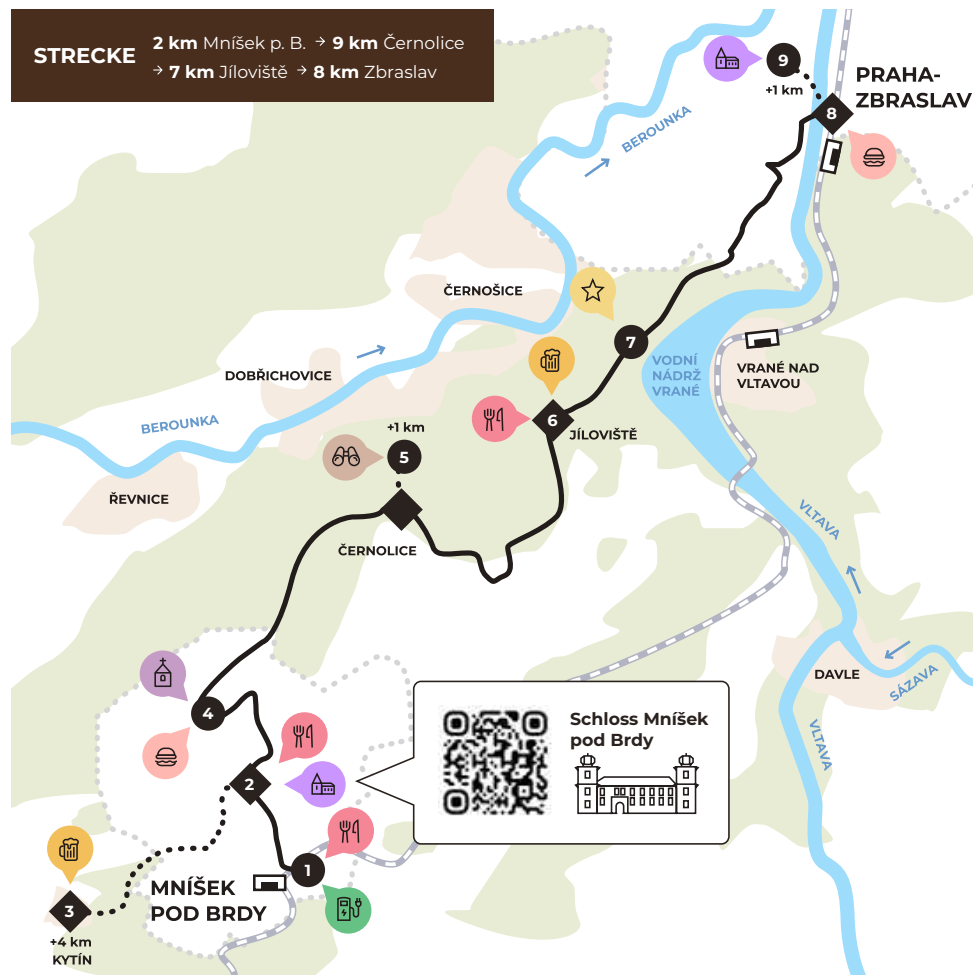 STRECKE
2 km Mníšek p. B. → 9 km Černolice
→ 7 km Jíloviště → 8 km Zbraslav
9
+1 km
PRAHA-
ZBRASLAV
8
BEROUNKA
ČERNOŠICE
7
VODNÍ
NÁDRŽ
VRANÉ
VRANÉ NAD
VLTAVOU
DOBŘICHOVICE
BEROUNKA
6
JÍLOVIŠTĚ
+1 km
5
ŘEVNICE
ČERNOLICE
VLTAVA
DAVLE
SÁZAVA
VLTAVA
4
Schloss Mníšek
pod Brdy
2
1
MNÍŠEK
POD BRDY
3
+4 km
KYTÍN